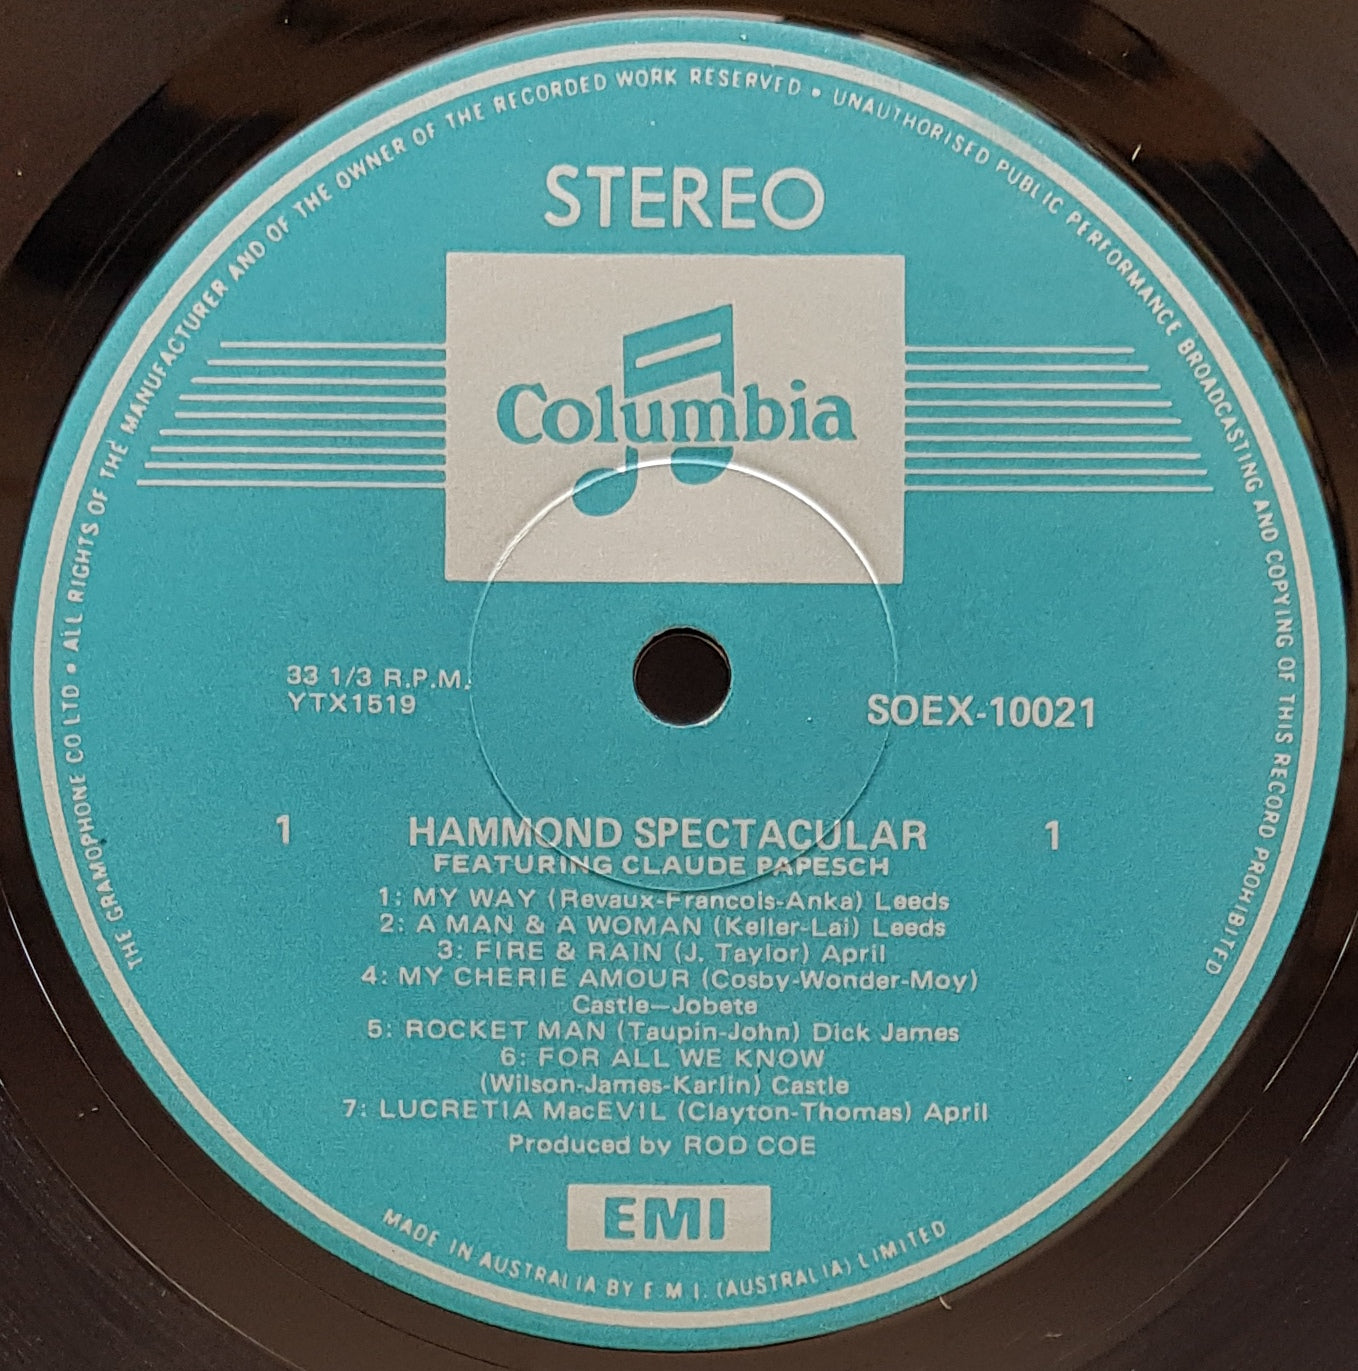 THE GRAMOPHONE CO LTD • ALL RIGHTS OF THE MANUFACTURER AND OF THE OWNER OF THE RECORDED WORK RESERVED • UNAUTHORISED PUBLIC PERFORMANCE BROADCASTING AND COPYING OF THIS RECORD PROHIBITED
STEREO
Columbia
33 1/3 R.P.M.
YTX1519
SOEX-10021
1 HAMMOND SPECTACULAR 1
FEATURING CLAUDE PAPESCH
1: MY WAY (Revaux-Francois-Anka) Leeds
2: A MAN & A WOMAN (Keller-Lai) Leeds
3: FIRE & RAIN (J. Taylor) April
4: MY CHERIE AMOUR (Cosby-Wonder-Moy)
Castle—Jobete
5: ROCKET MAN (Taupin-John) Dick James
6: FOR ALL WE KNOW
(Wilson-James-Karlin) Castle
7: LUCRETIA MacEVIL (Clayton-Thomas) April
Produced by ROD COE
EMI
MADE IN AUSTRALIA BY E.M.I. (AUSTRALIA) LIMITED